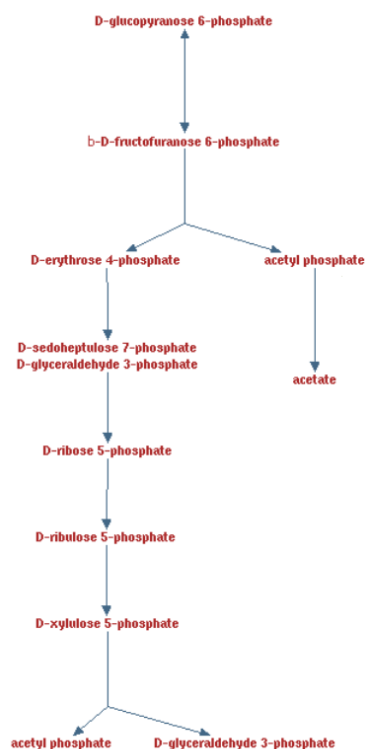 D-glucopyranose 6-phosphate
b-D-fructofuranose 6-phosphate
D-erythrose 4-phosphate
acetyl phosphate
D-sedoheptulose 7-phosphate
D-glyceraldehyde 3-phosphate
acetate
D-ribose 5-phosphate
D-ribulose 5-phosphate
D-xylulose 5-phosphate
acetyl phosphate
D-glyceraldehyde 3-phosphate